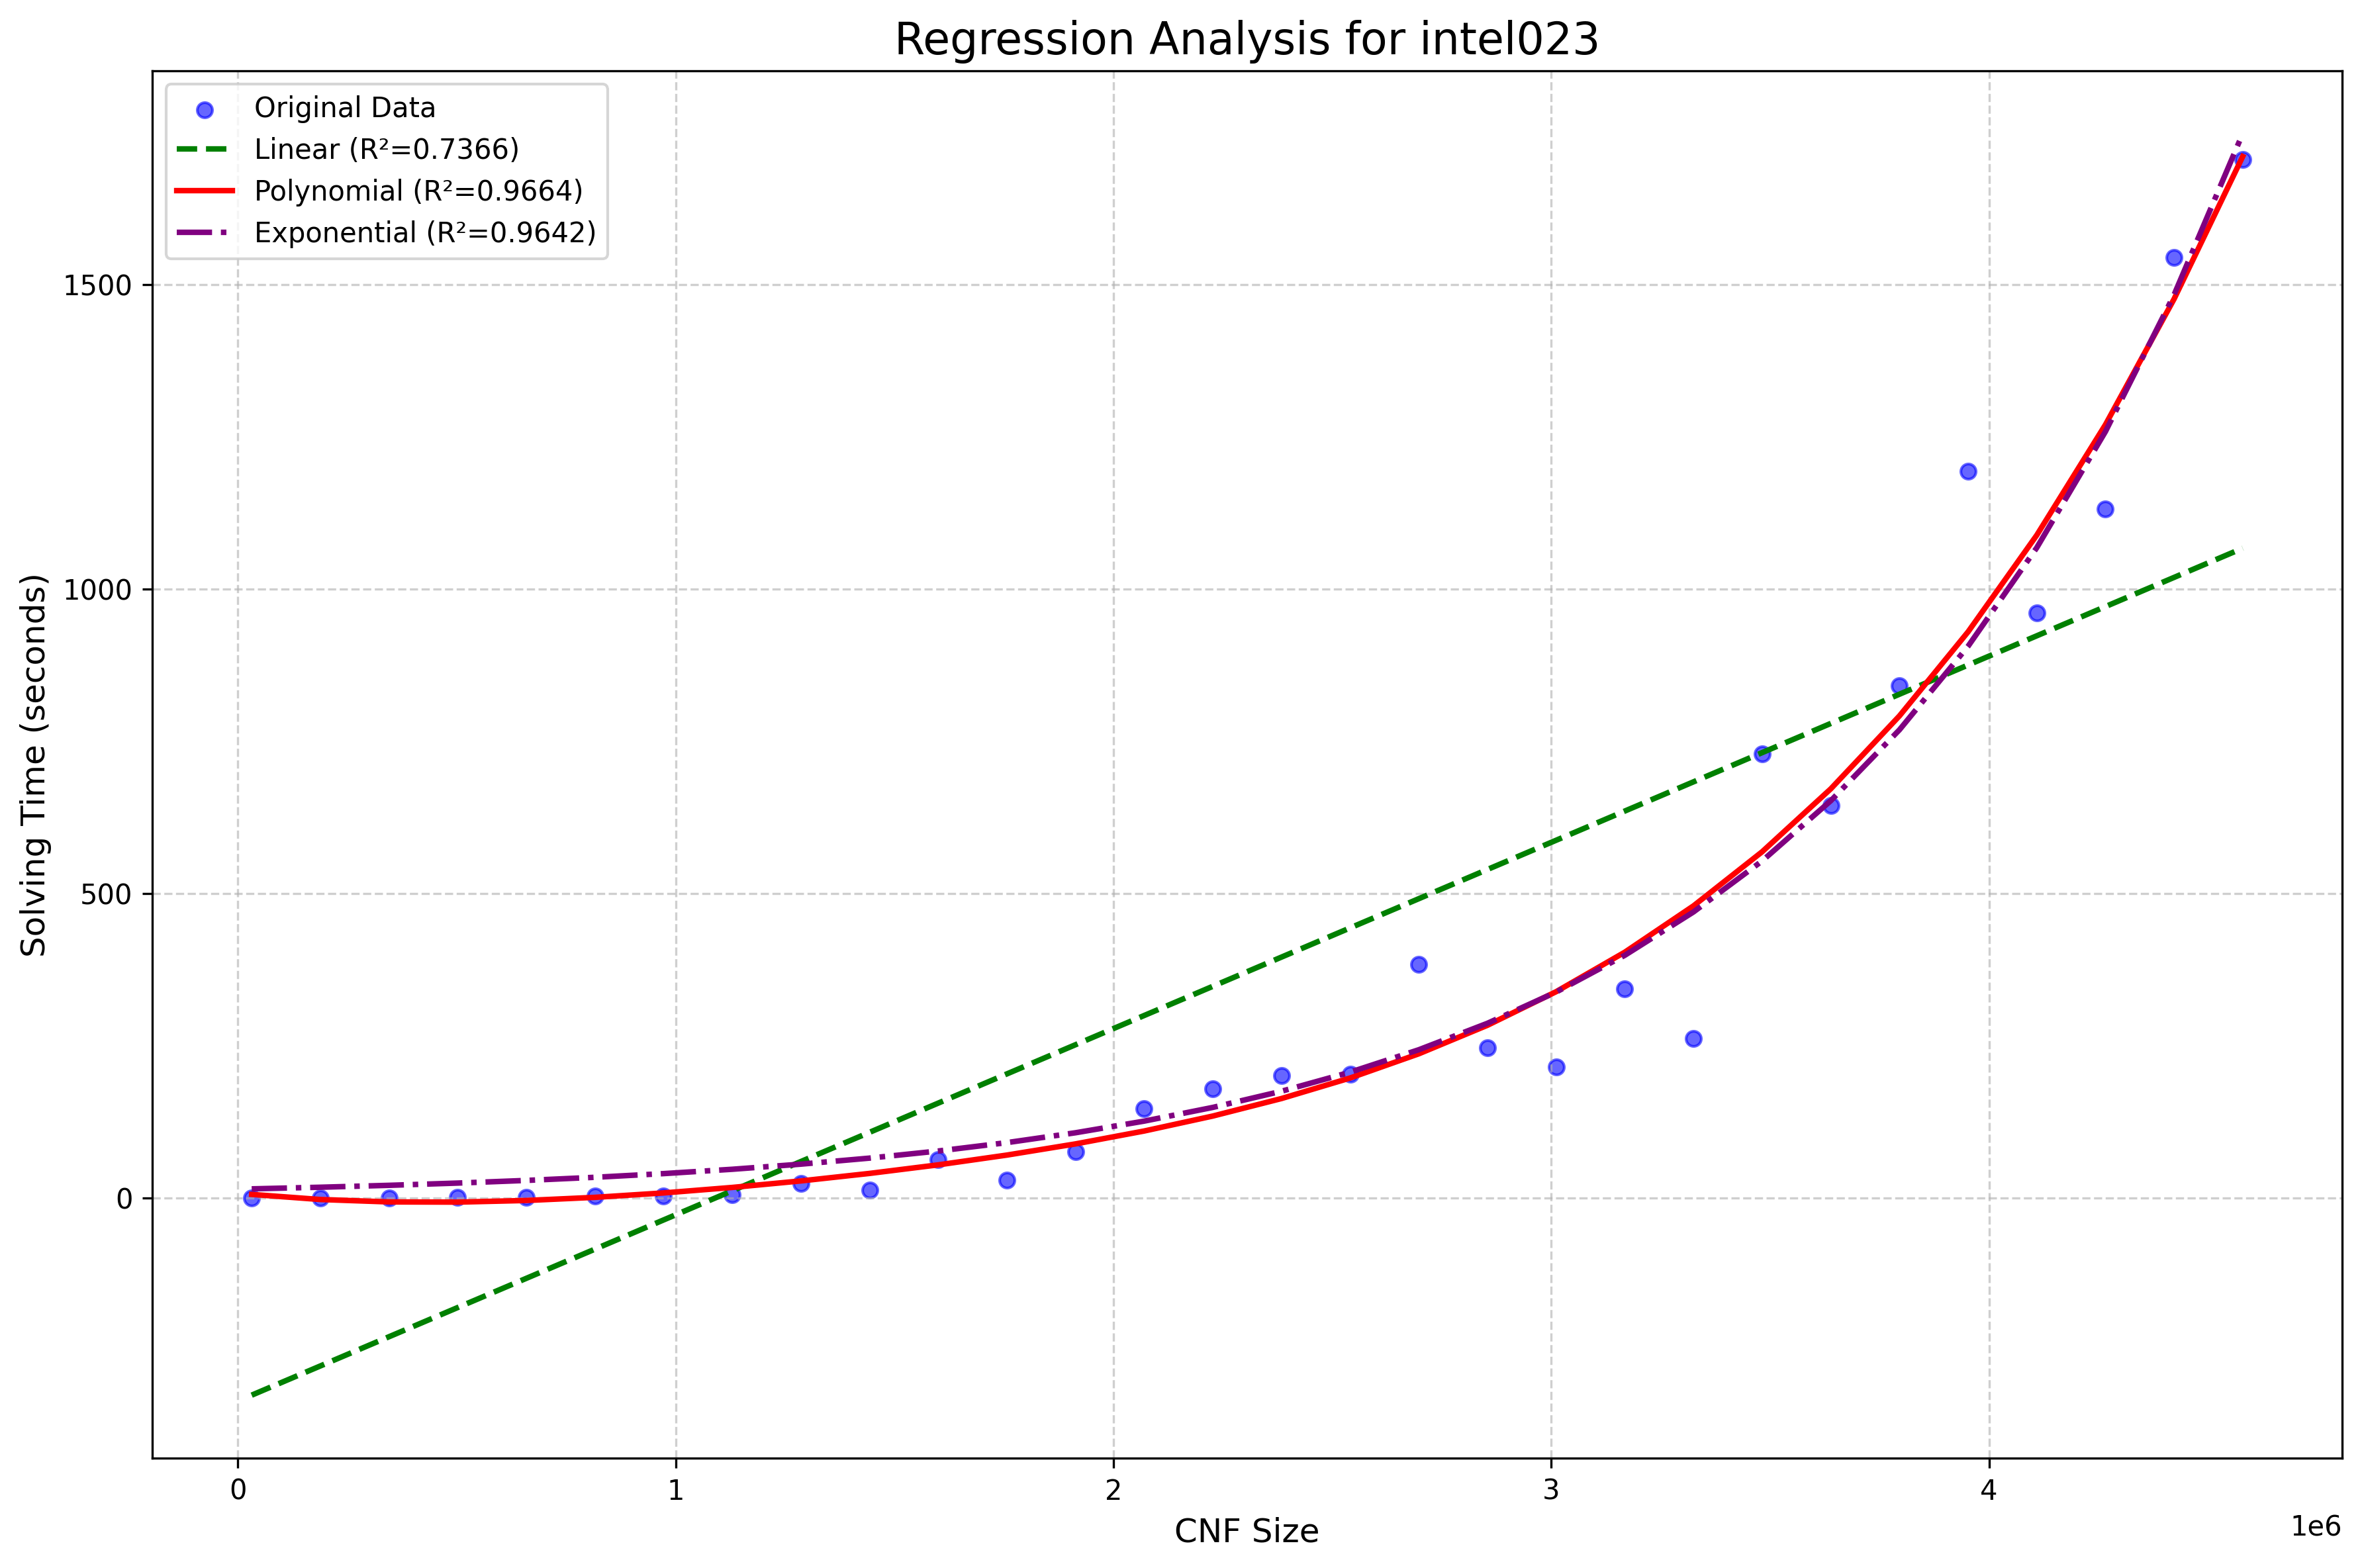 Regression Analysis for intel023
Original Data
Linear (R²=0.7366)
Polynomial (R²=0.9664)
Exponential (R²=0.9642)
Solving Time (seconds)
1500
1000
500
0
0
1
2
3
4
1e6
CNF Size